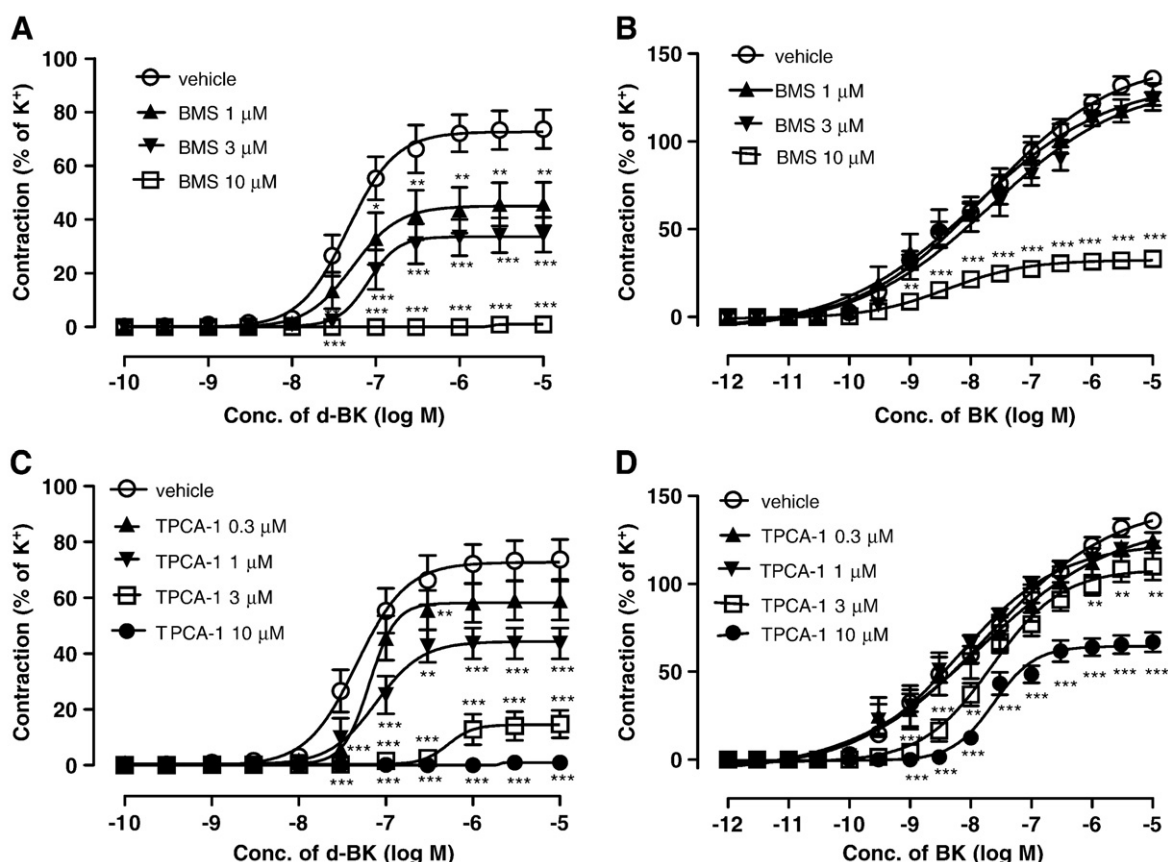 A
100
80
60
40
20
0
Contraction (% of K⁺)
vehicle
BMS 1 μM
BMS 3 μM
BMS 10 μM
** ** ** **
*
*** *** *** ***
***
*** *** *** *** ***
***
-10 -9 -8 -7 -6 -5
Conc. of d-BK (log M)
B
150
100
50
0
Contraction (% of K⁺)
vehicle
BMS 1 μM
BMS 3 μM
BMS 10 μM
** *** *** *** *** *** *** *** ***
-12 -11 -10 -9 -8 -7 -6 -5
Conc. of BK (log M)
C
100
80
60
40
20
0
Contraction (% of K⁺)
vehicle
TPCA-1 0.3 μM
TPCA-1 1 μM
TPCA-1 3 μM
TPCA-1 10 μM
**
** *** *** ***
*** *** *** ***
*** *** ***
*** *** *** *** *** ***
-10 -9 -8 -7 -6 -5
Conc. of d-BK (log M)
D
150
100
50
0
Contraction (% of K⁺)
vehicle
TPCA-1 0.3 μM
TPCA-1 1 μM
TPCA-1 3 μM
TPCA-1 10 μM
** ** **
*** *** **
*** *** *** *** *** ***
*** *** ***
-12 -11 -10 -9 -8 -7 -6 -5
Conc. of BK (log M)